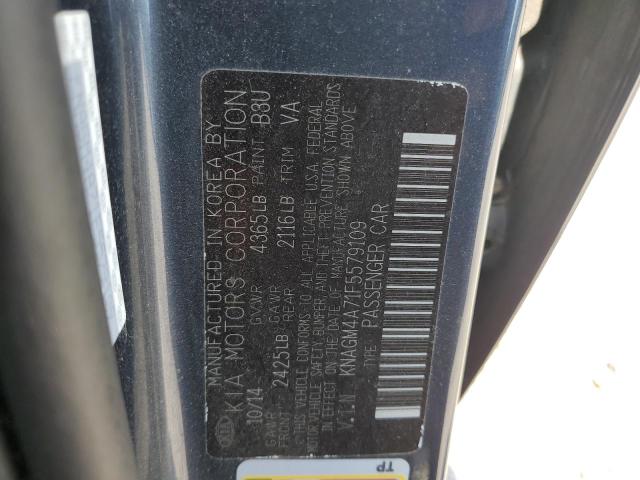 MANUFACTURED IN KOREA BY
KIA MOTORS CORPORATION
10/14 GVWR 4365LB PAINT B3U
GAWR FRONT 2425LB GAWR REAR 2116LB TRIM VA
THIS VEHICLE CONFORMS TO ALL APPLICABLE U.S.A. FEDERAL
MOTOR VEHICLE SAFETY, BUMPER, AND THEFT PREVENTION STANDARDS
IN EFFECT ON THE DATE OF MANUFACTURE SHOWN ABOVE
V.I.N KNAGM4A71F5579109
TYPE PASSENGER CAR
TP